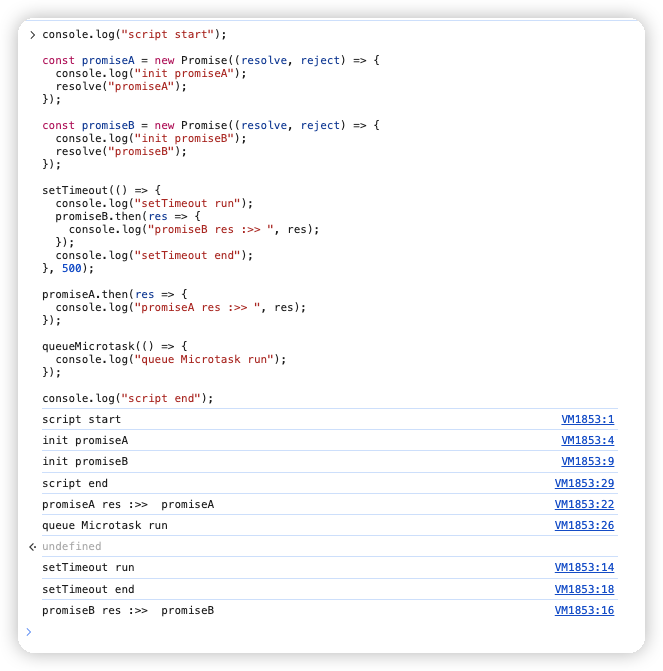 console.log("script start");
const promiseA = new Promise((resolve, reject) => {
  console.log("init promiseA");
  resolve("promiseA");
});
const promiseB = new Promise((resolve, reject) => {
  console.log("init promiseB");
  resolve("promiseB");
});
setTimeout(() => {
  console.log("setTimeout run");
  promiseB.then(res => {
    console.log("promiseB res :>> ", res);
  });
  console.log("setTimeout end");
}, 500);
promiseA.then(res => {
  console.log("promiseA res :>> ", res);
});
queueMicrotask(() => {
  console.log("queue Microtask run");
});
console.log("script end");
script start VM1853:1
init promiseA VM1853:4
init promiseB VM1853:9
script end VM1853:29
promiseA res :>>  promiseA VM1853:22
queue Microtask run VM1853:26
undefined
setTimeout run VM1853:14
setTimeout end VM1853:18
promiseB res :>>  promiseB VM1853:16